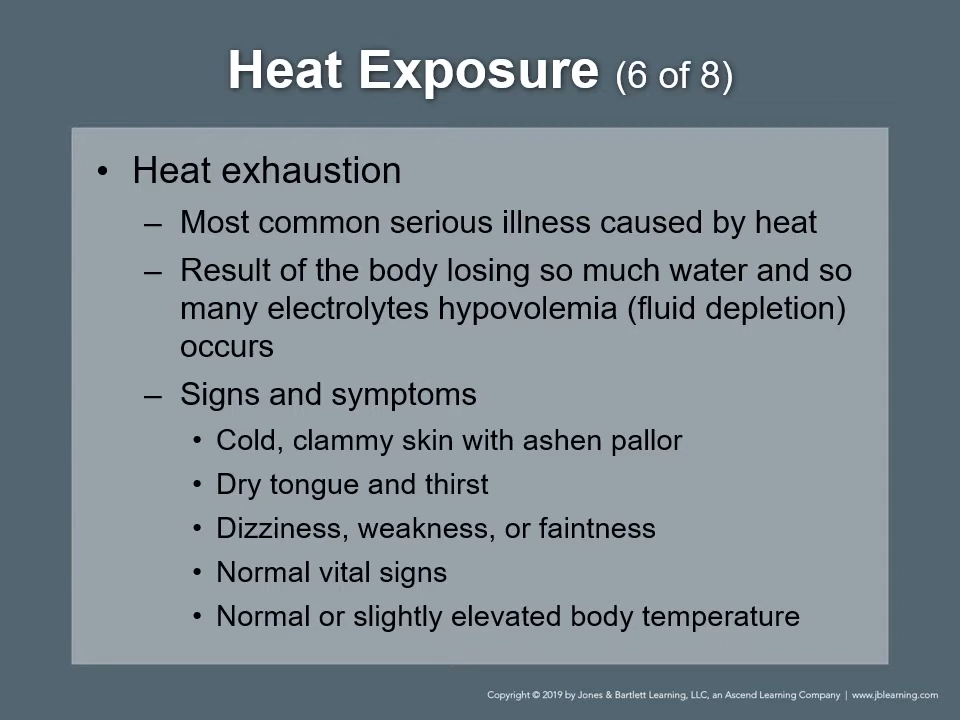 Heat Exposure (6 of 8)
• Heat exhaustion
– Most common serious illness caused by heat
– Result of the body losing so much water and so
many electrolytes hypovolemia (fluid depletion)
occurs
– Signs and symptoms
• Cold, clammy skin with ashen pallor
• Dry tongue and thirst
• Dizziness, weakness, or faintness
• Normal vital signs
• Normal or slightly elevated body temperature
Copyright © 2019 by Jones & Bartlett Learning, LLC, an Ascend Learning Company | www.jblearning.com